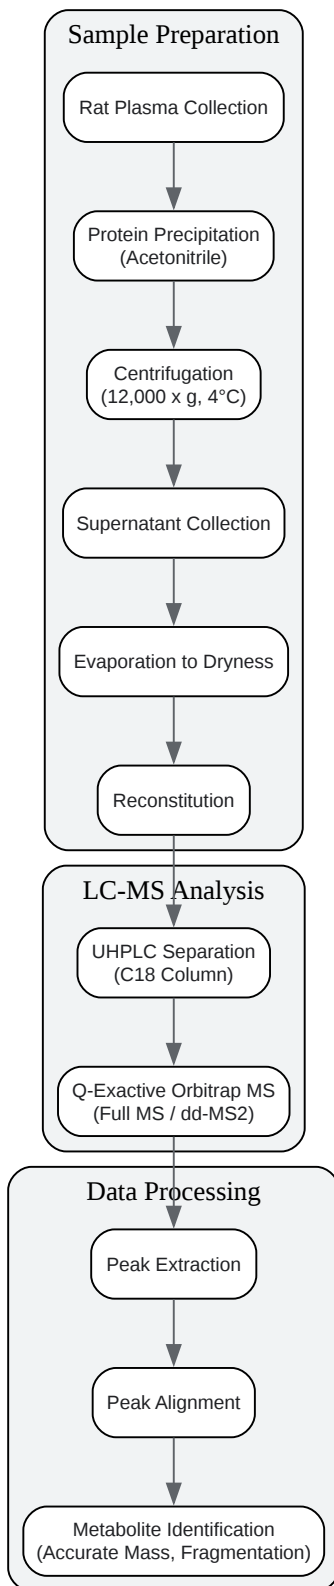 Sample Preparation
Rat Plasma Collection
Protein Precipitation
(Acetonitrile)
Centrifugation
(12,000 x g, 4°C)
Supernatant Collection
Evaporation to Dryness
Reconstitution
LC-MS Analysis
UHPLC Separation
(C18 Column)
Q-Exactive Orbitrap MS
(Full MS / dd-MS2)
Data Processing
Peak Extraction
Peak Alignment
Metabolite Identification
(Accurate Mass, Fragmentation)